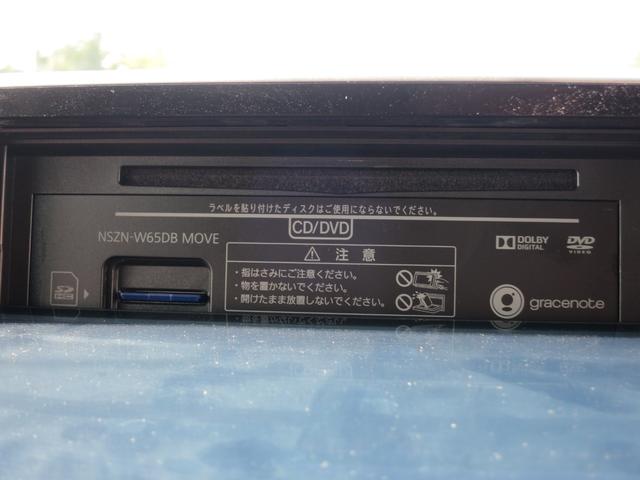 ラベルを貼り付けたディスクはご使用にならないでください。
CD/DVD
NSZN-W65DB MOVE
注 意
・指はさみにご注意ください。
・物を置かないでください。
・開けたまま放置しないでください。
DOLBY
DIGITAL
DVD
VIDEO
SD
gracenote